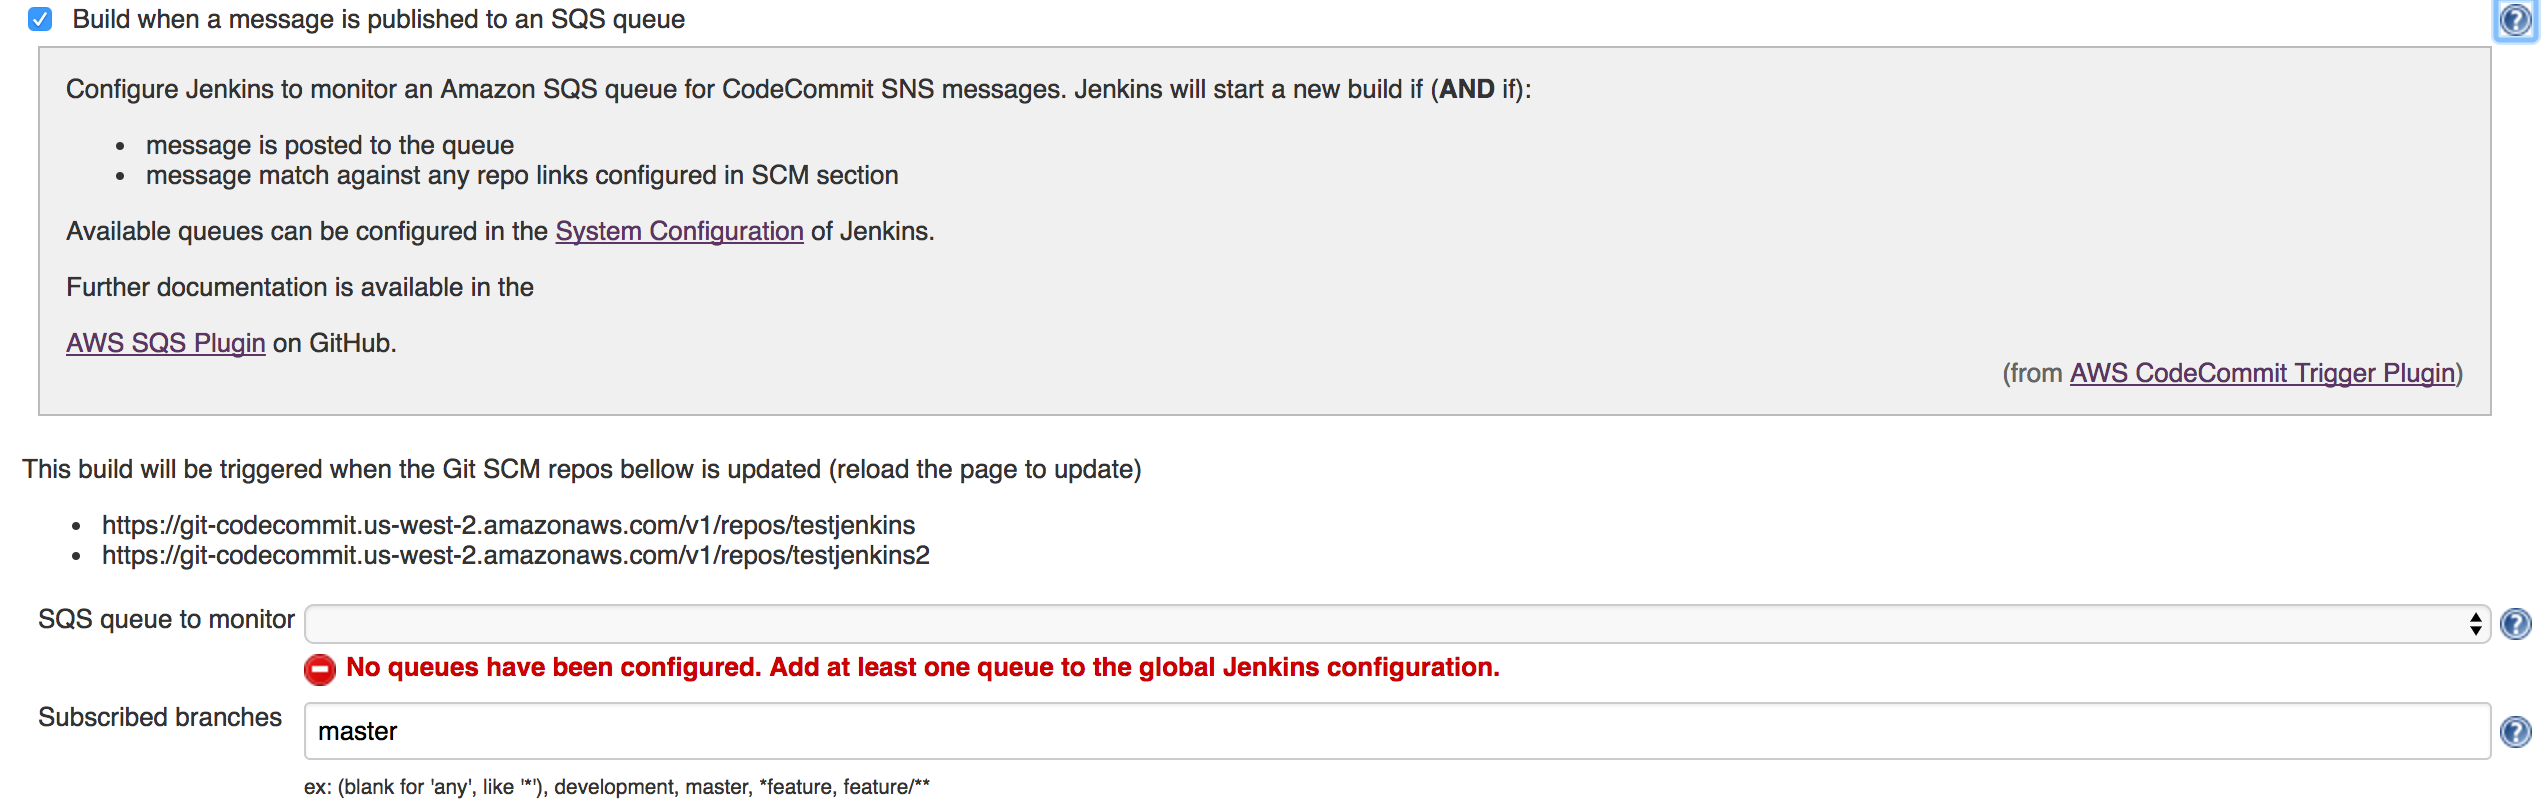 Build when a message is published to an SQS queue
Configure Jenkins to monitor an Amazon SQS queue for CodeCommit SNS messages. Jenkins will start a new build if (AND if):
• message is posted to the queue
• message match against any repo links configured in SCM section
Available queues can be configured in the System Configuration of Jenkins.
Further documentation is available in the
AWS SQS Plugin on GitHub.
(from AWS CodeCommit Trigger Plugin)
This build will be triggered when the Git SCM repos bellow is updated (reload the page to update)
• https://git-codecommit.us-west-2.amazonaws.com/v1/repos/testjenkins
• https://git-codecommit.us-west-2.amazonaws.com/v1/repos/testjenkins2
SQS queue to monitor
No queues have been configured. Add at least one queue to the global Jenkins configuration.
Subscribed branches
master
ex: (blank for 'any', like '*'), development, master, *feature, feature/**